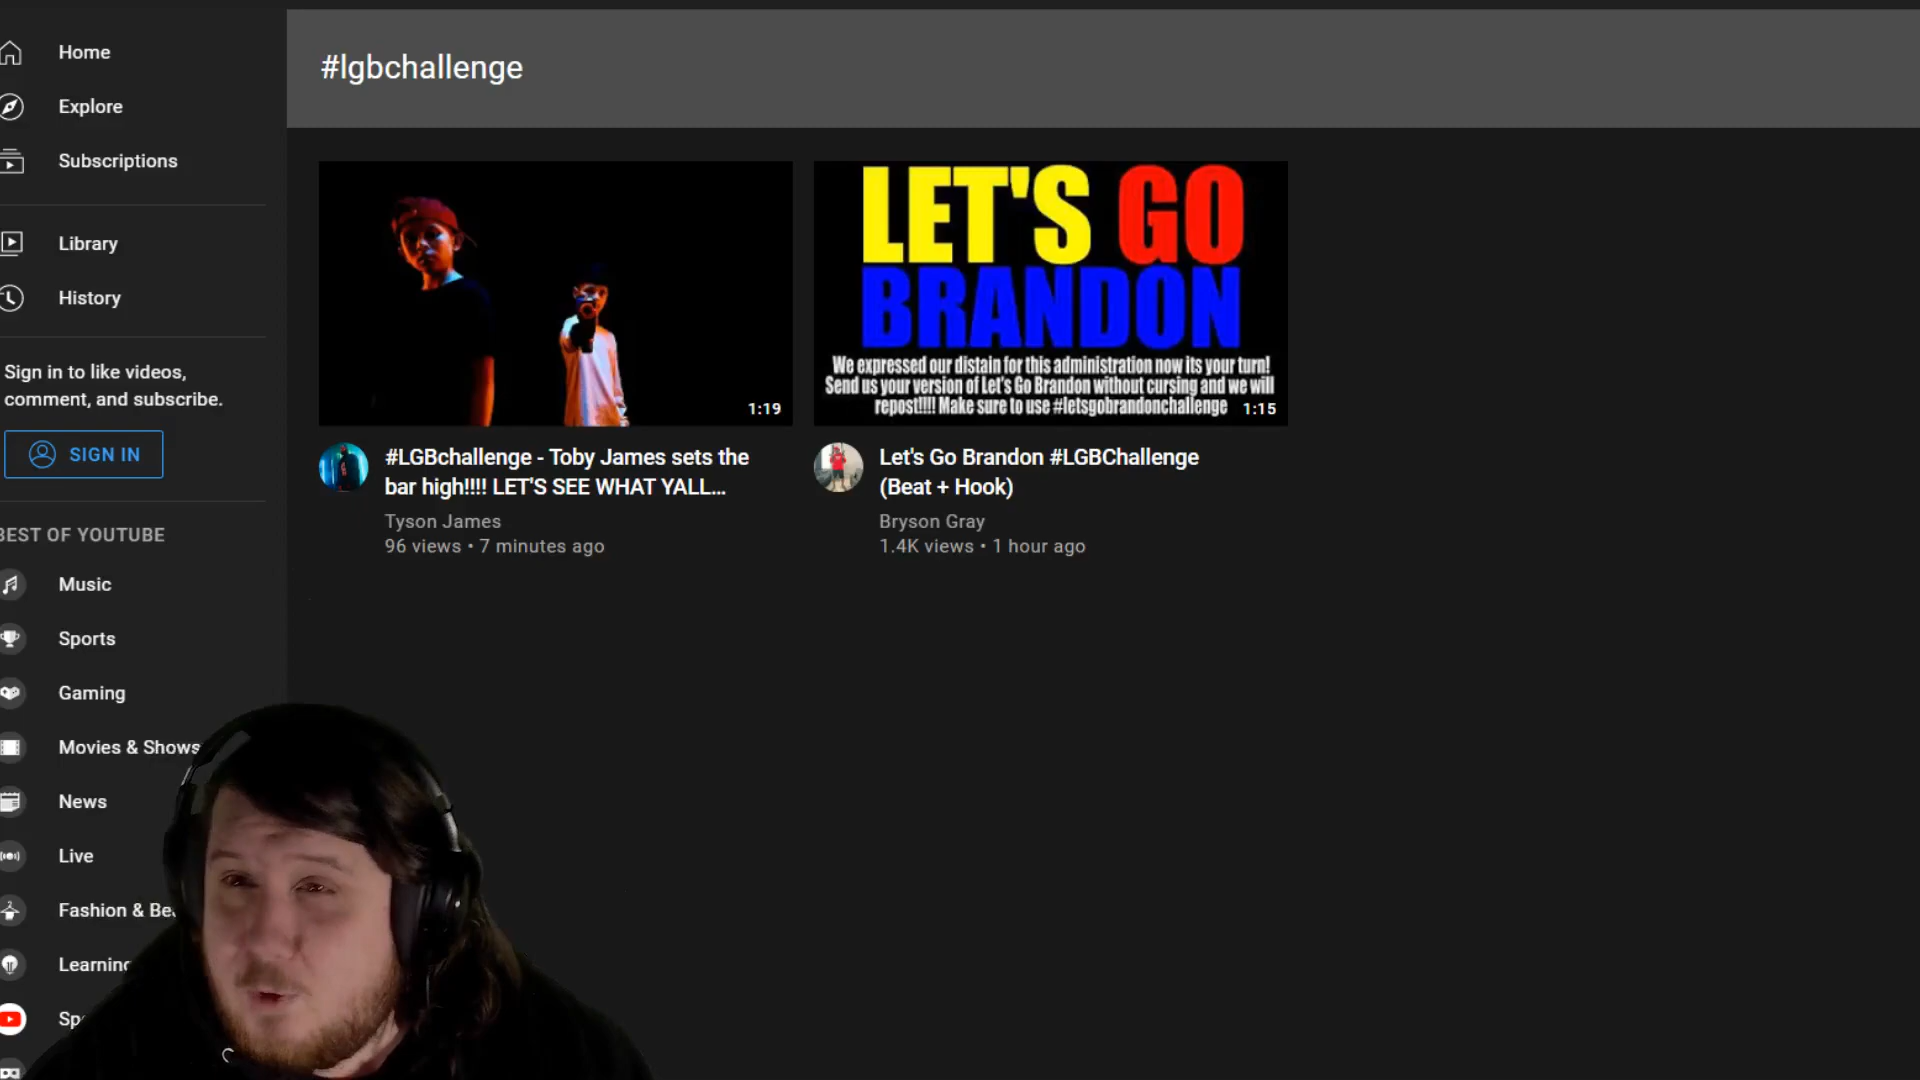 Home
Explore
Subscriptions
Library
History
Sign in to like videos,
comment, and subscribe.
SIGN IN
BEST OF YOUTUBE
Music
Sports
Gaming
Movies & Shows
News
Live
Fashion & Be
Learning
Sp
#lgbchallenge
1:19
#LGBchallenge - Toby James sets the
bar high!!!! LET'S SEE WHAT YALL...
Tyson James
96 views • 7 minutes ago
LET'S GO
BRANDON
We expressed our distain for this administration now its your turn!
Send us your version of Let's Go Brandon without cursing and we will
repost!!!! Make sure to use #letsgobrandonchallenge
1:15
Let's Go Brandon #LGBChallenge
(Beat + Hook)
Bryson Gray
1.4K views • 1 hour ago